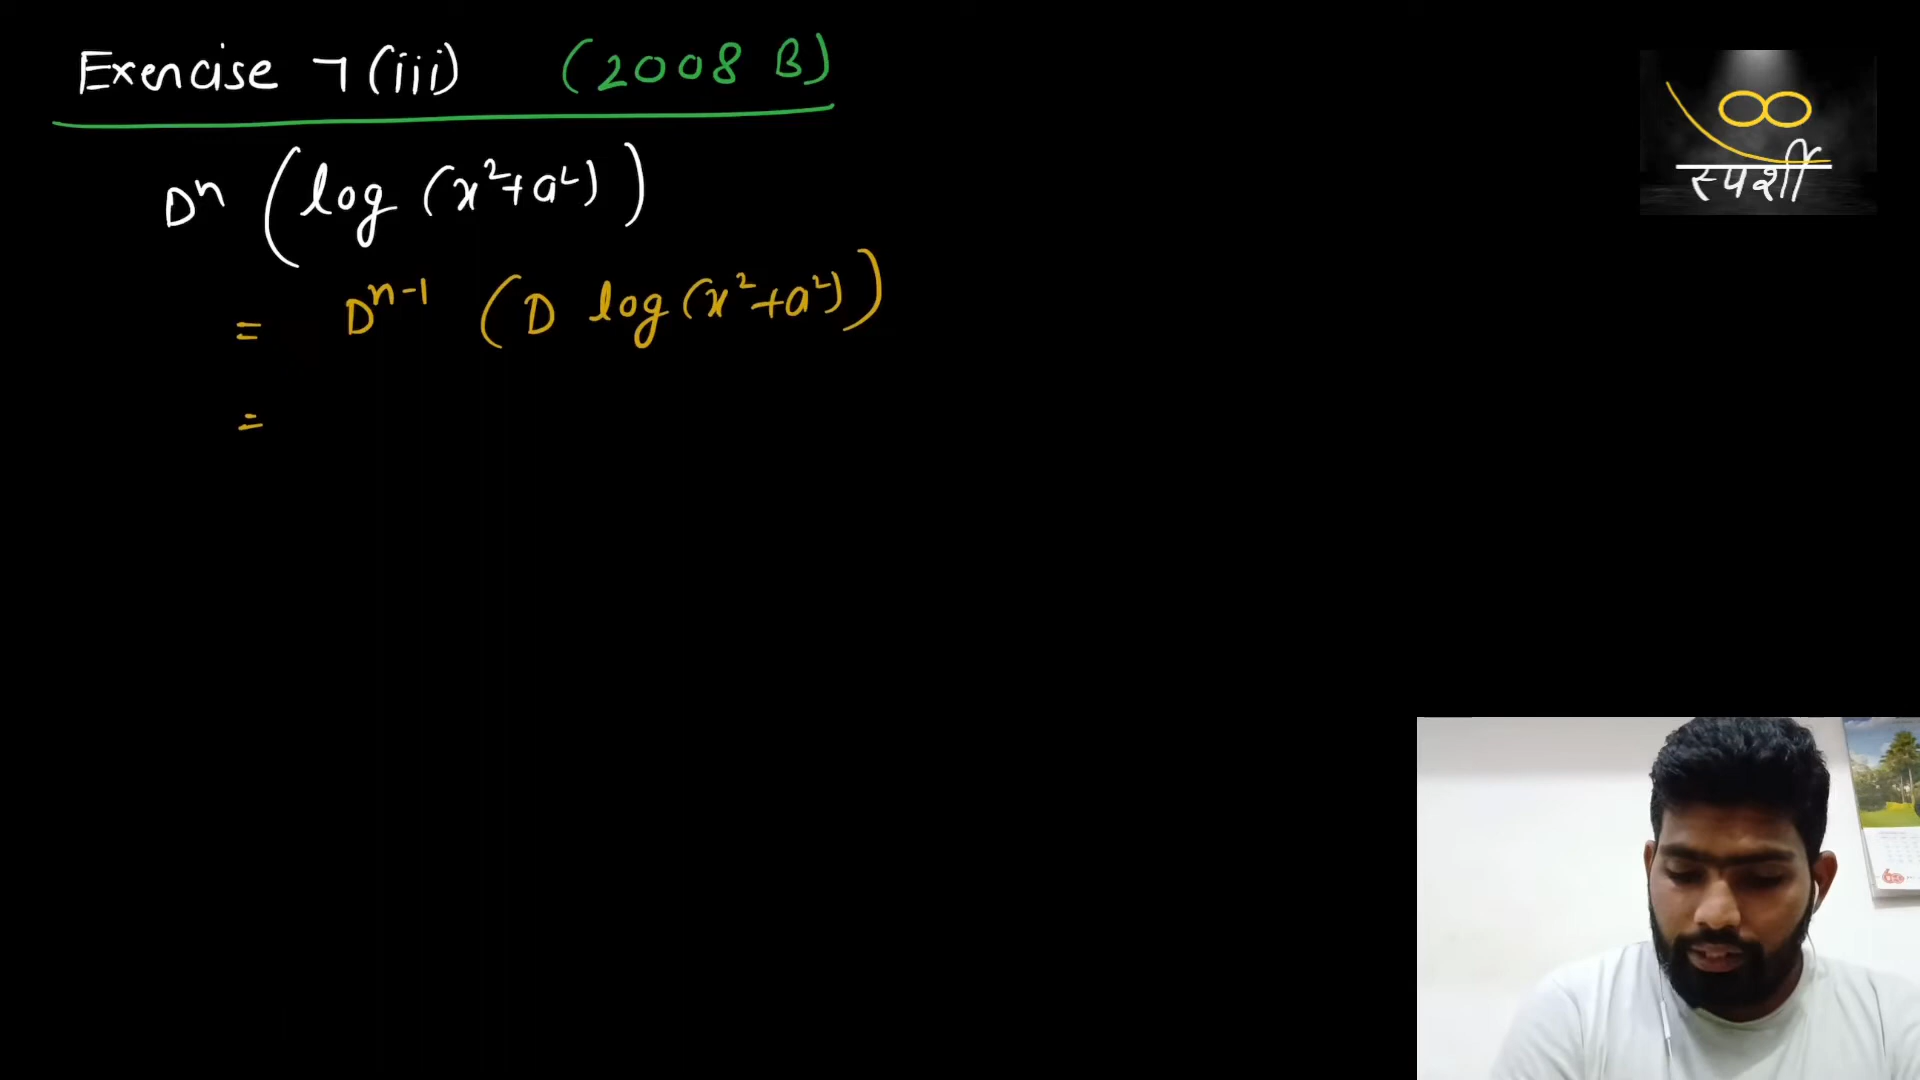 Exercise 7 (iii) (2008 B)
Dⁿ (log (x²+a²))
= Dⁿ⁻¹ (D log (x²+a²))
=
स्पर्शी